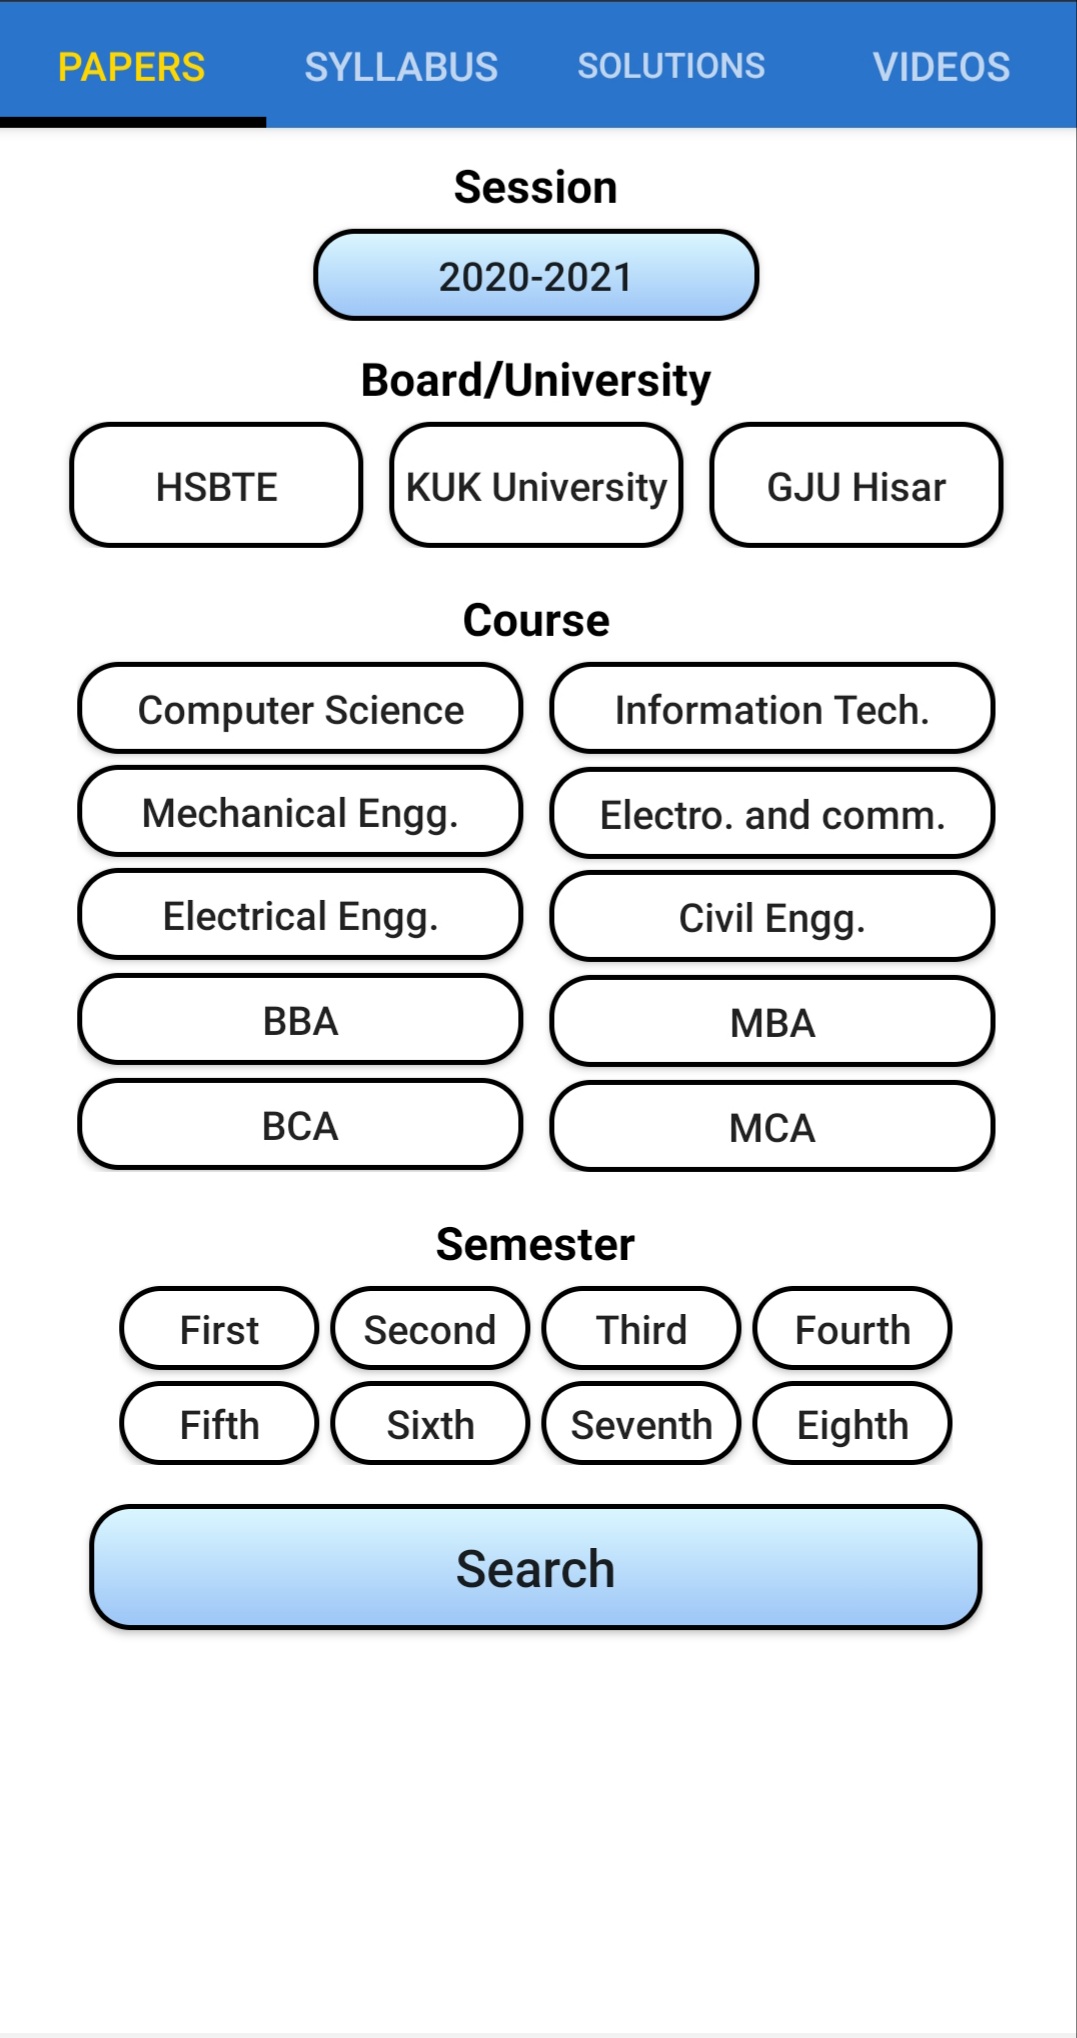 PAPERS SYLLABUS SOLUTIONS VIDEOS
Session
2020-2021
Board/University
HSBTE KUK University GJU Hisar
Course
Computer Science Information Tech.
Mechanical Engg. Electro. and comm.
Electrical Engg. Civil Engg.
BBA MBA
BCA MCA
Semester
First Second Third Fourth
Fifth Sixth Seventh Eighth
Search